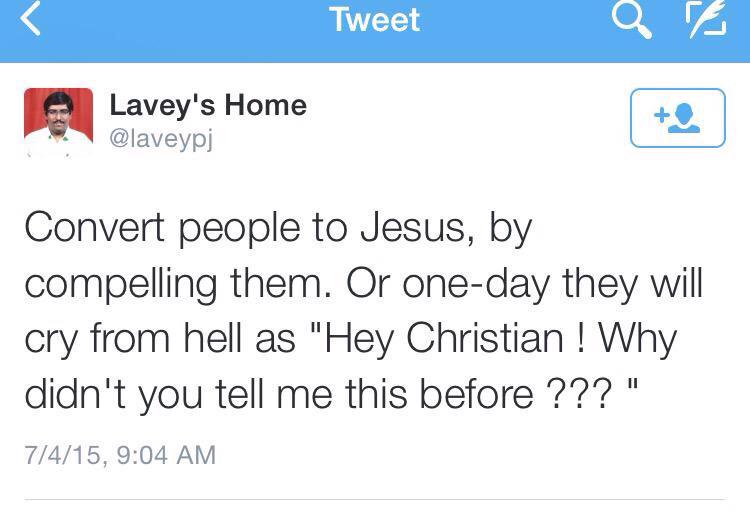 Tweet
Lavey's Home
@laveypj
Convert people to Jesus, by
compelling them. Or one-day they will
cry from hell as "Hey Christian ! Why
didn't you tell me this before ??? "
7/4/15, 9:04 AM